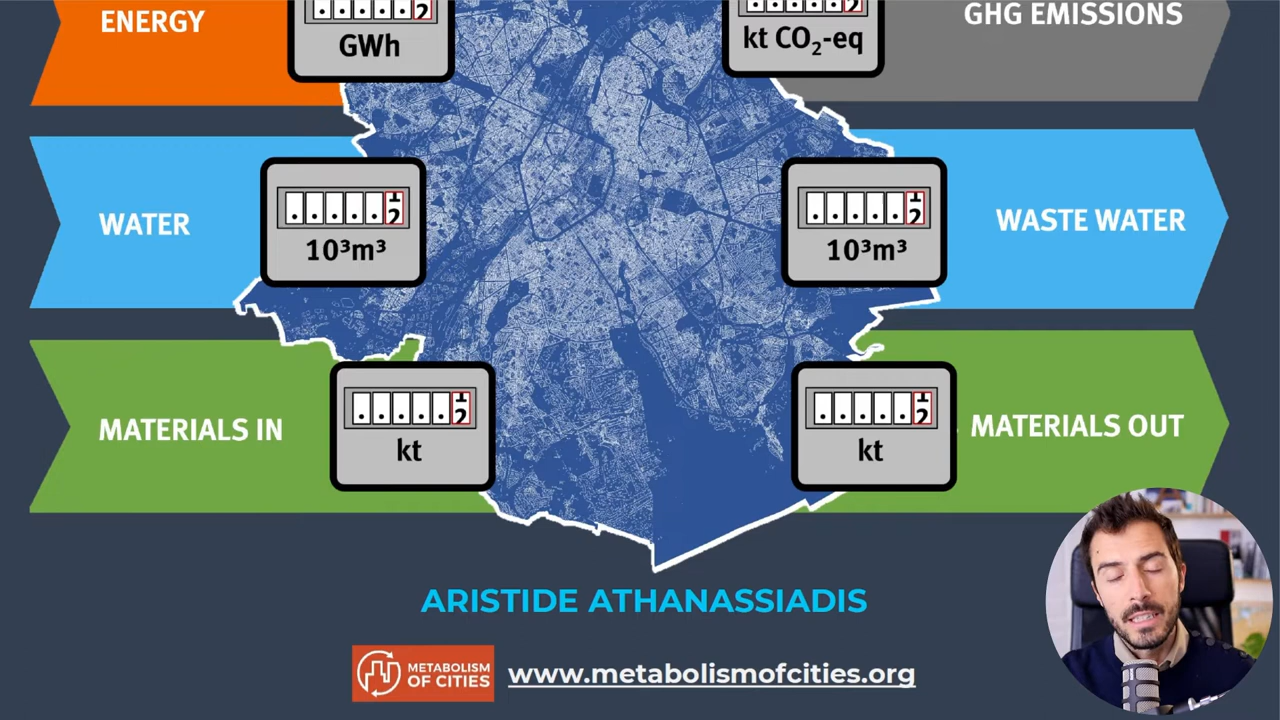 ENERGY
GWh
kt CO₂-eq
GHG EMISSIONS
WATER
10³m³
10³m³
WASTE WATER
MATERIALS IN
kt
kt
MATERIALS OUT
ARISTIDE ATHANASSIADIS
METABOLISM
OF CITIES
www.metabolismofcities.org